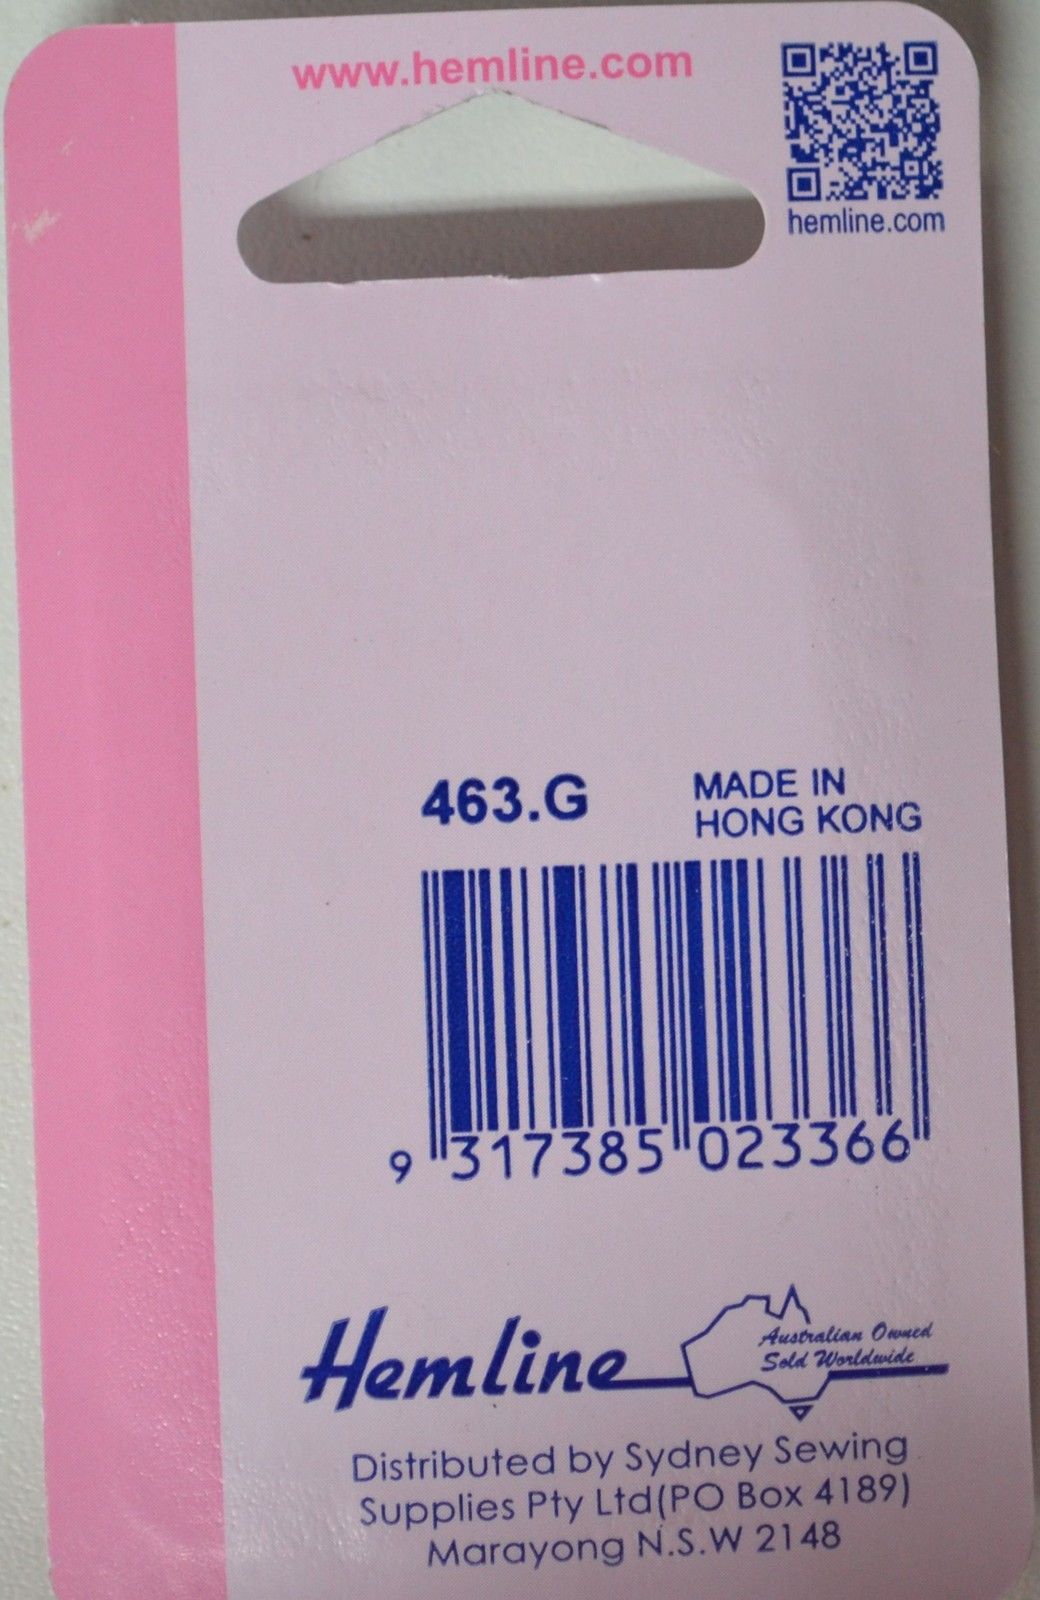 www.hemline.com
hemline.com
463.G
MADE IN
HONG KONG
9 317385 023366
Hemline
Australian Owned
Sold Worldwide
Distributed by Sydney Sewing
Supplies Pty Ltd(PO Box 4189)
Marayong N.S.W 2148